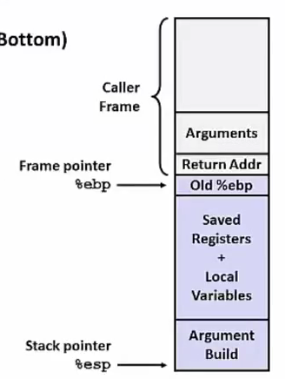 Bottom)
Caller
Frame
Arguments
Return Addr
Frame pointer
%ebp
Old %ebp
Saved
Registers
+
Local
Variables
Argument
Build
Stack pointer
%esp